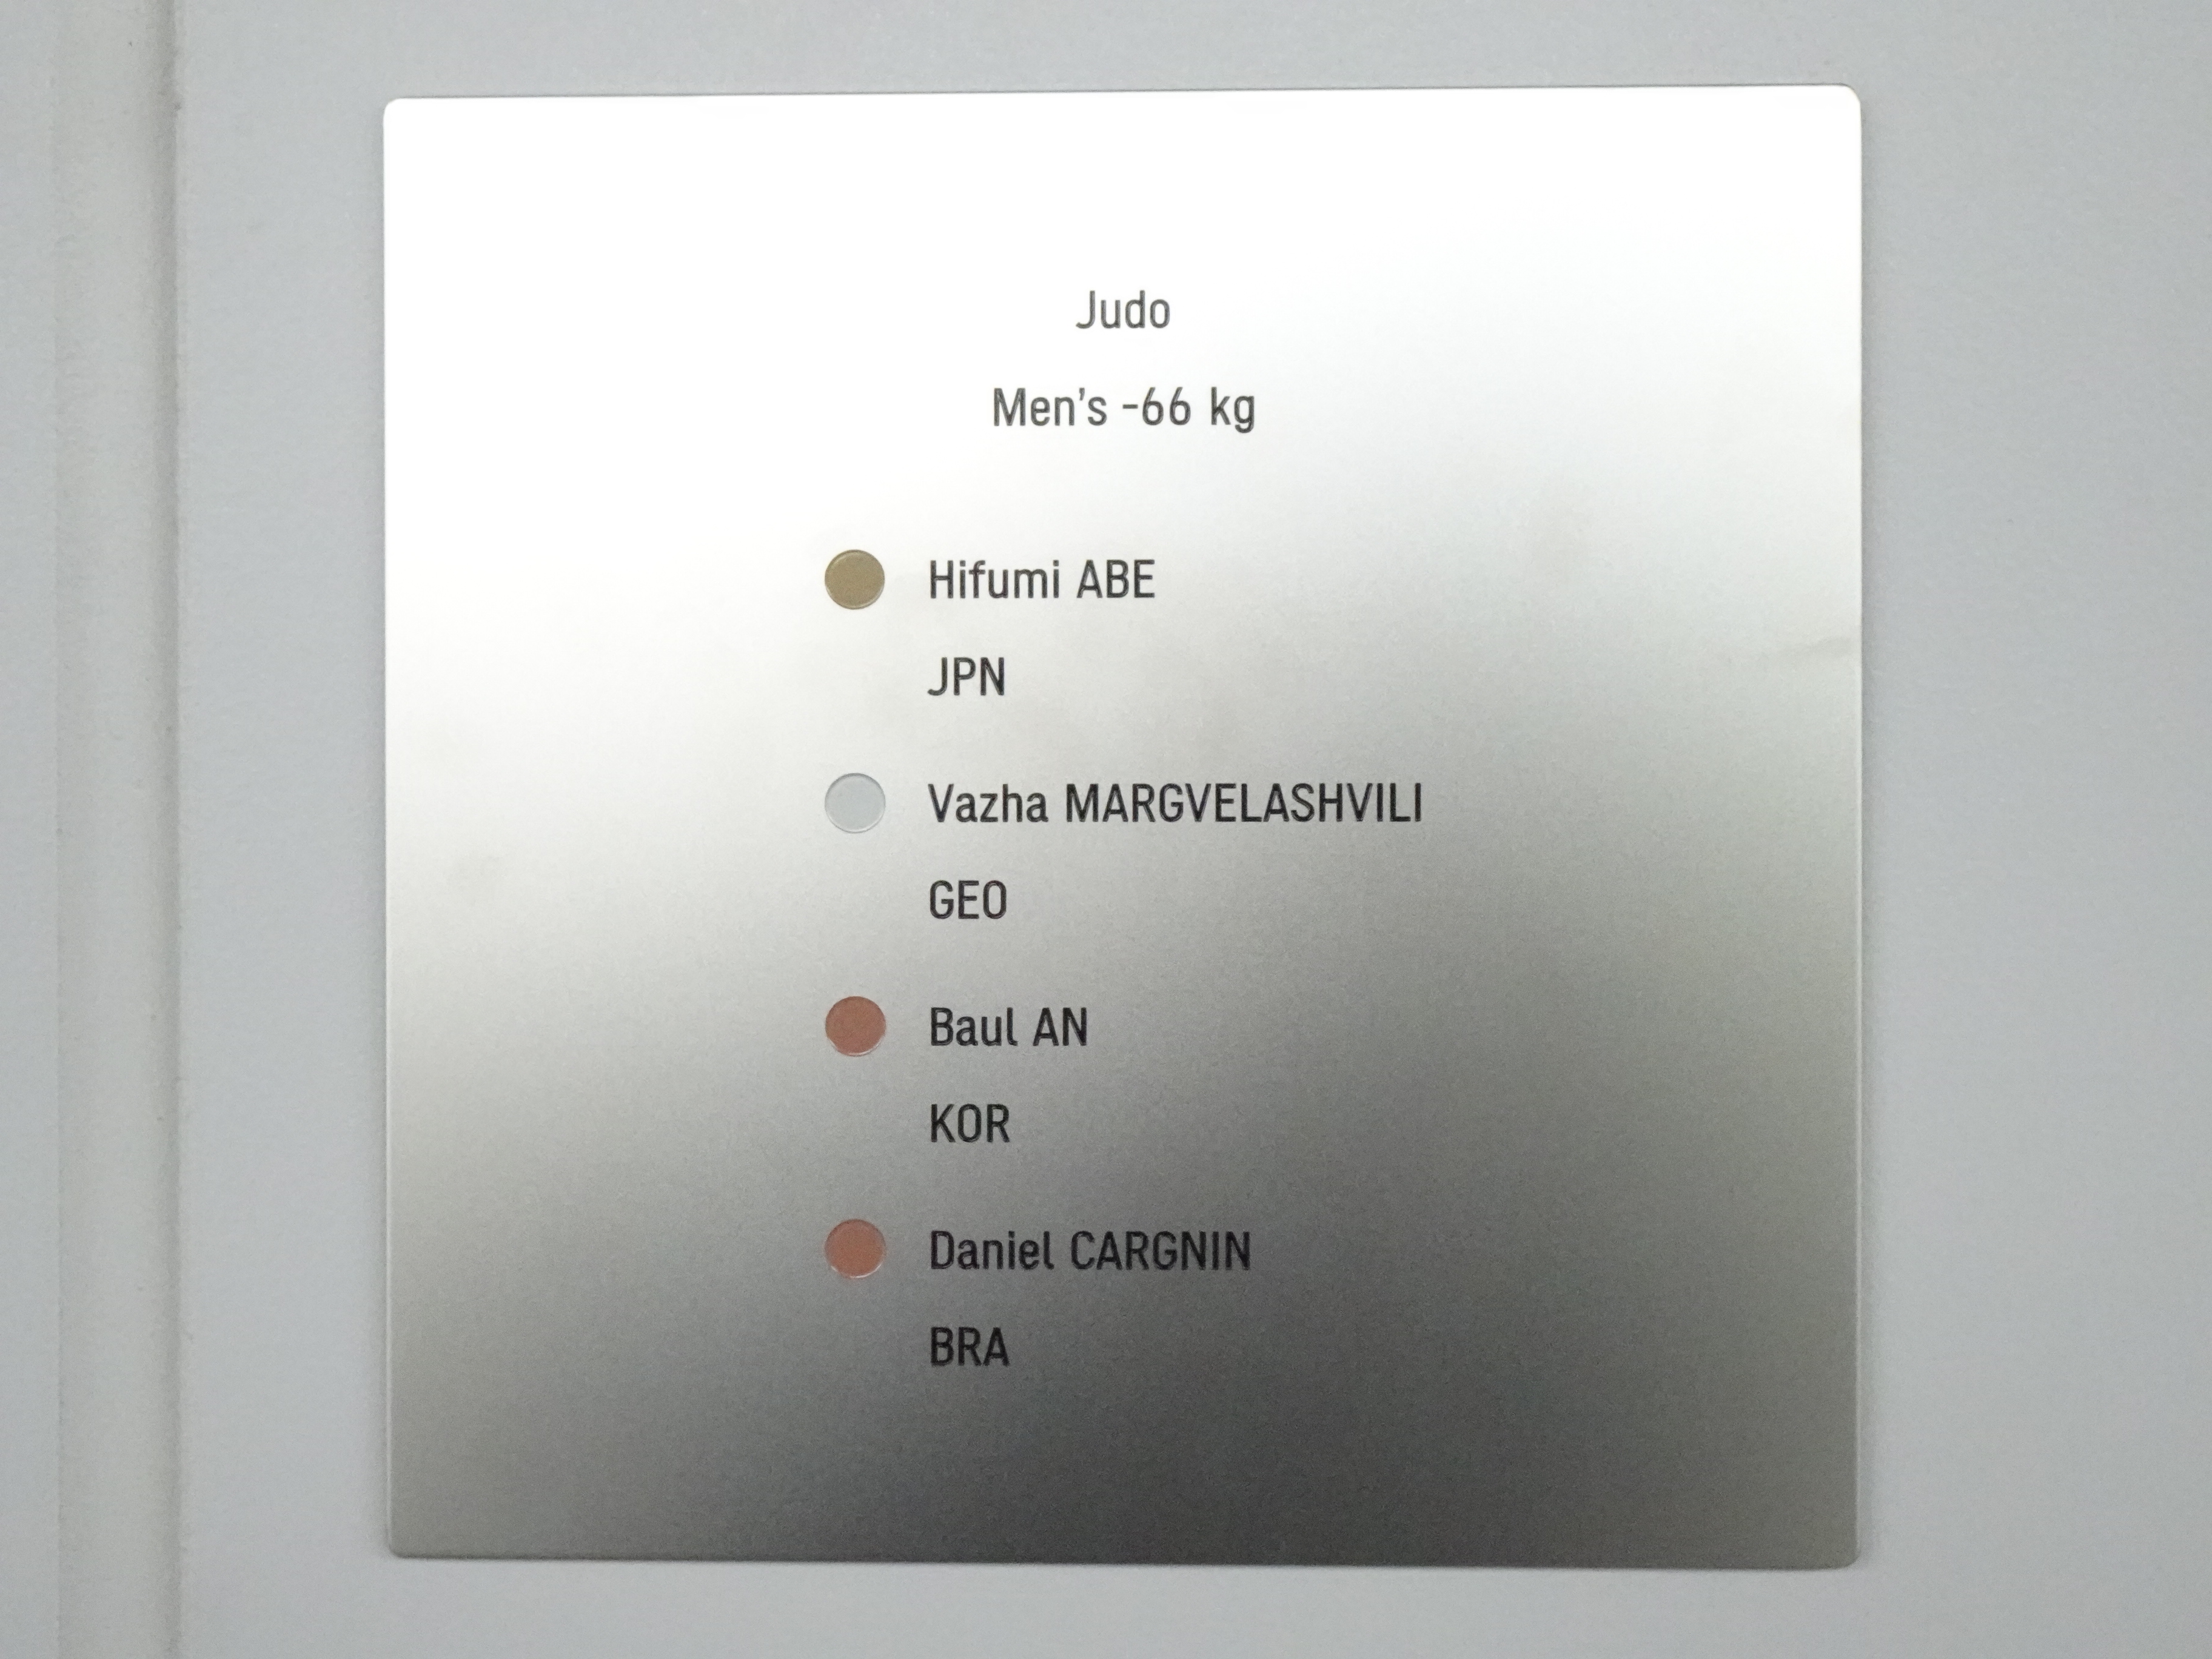 Judo
Men's -66 kg
Hifumi ABE
JPN
Vazha MARGVELASHVILI
GEO
Baul AN
KOR
Daniel CARGNIN
BRA